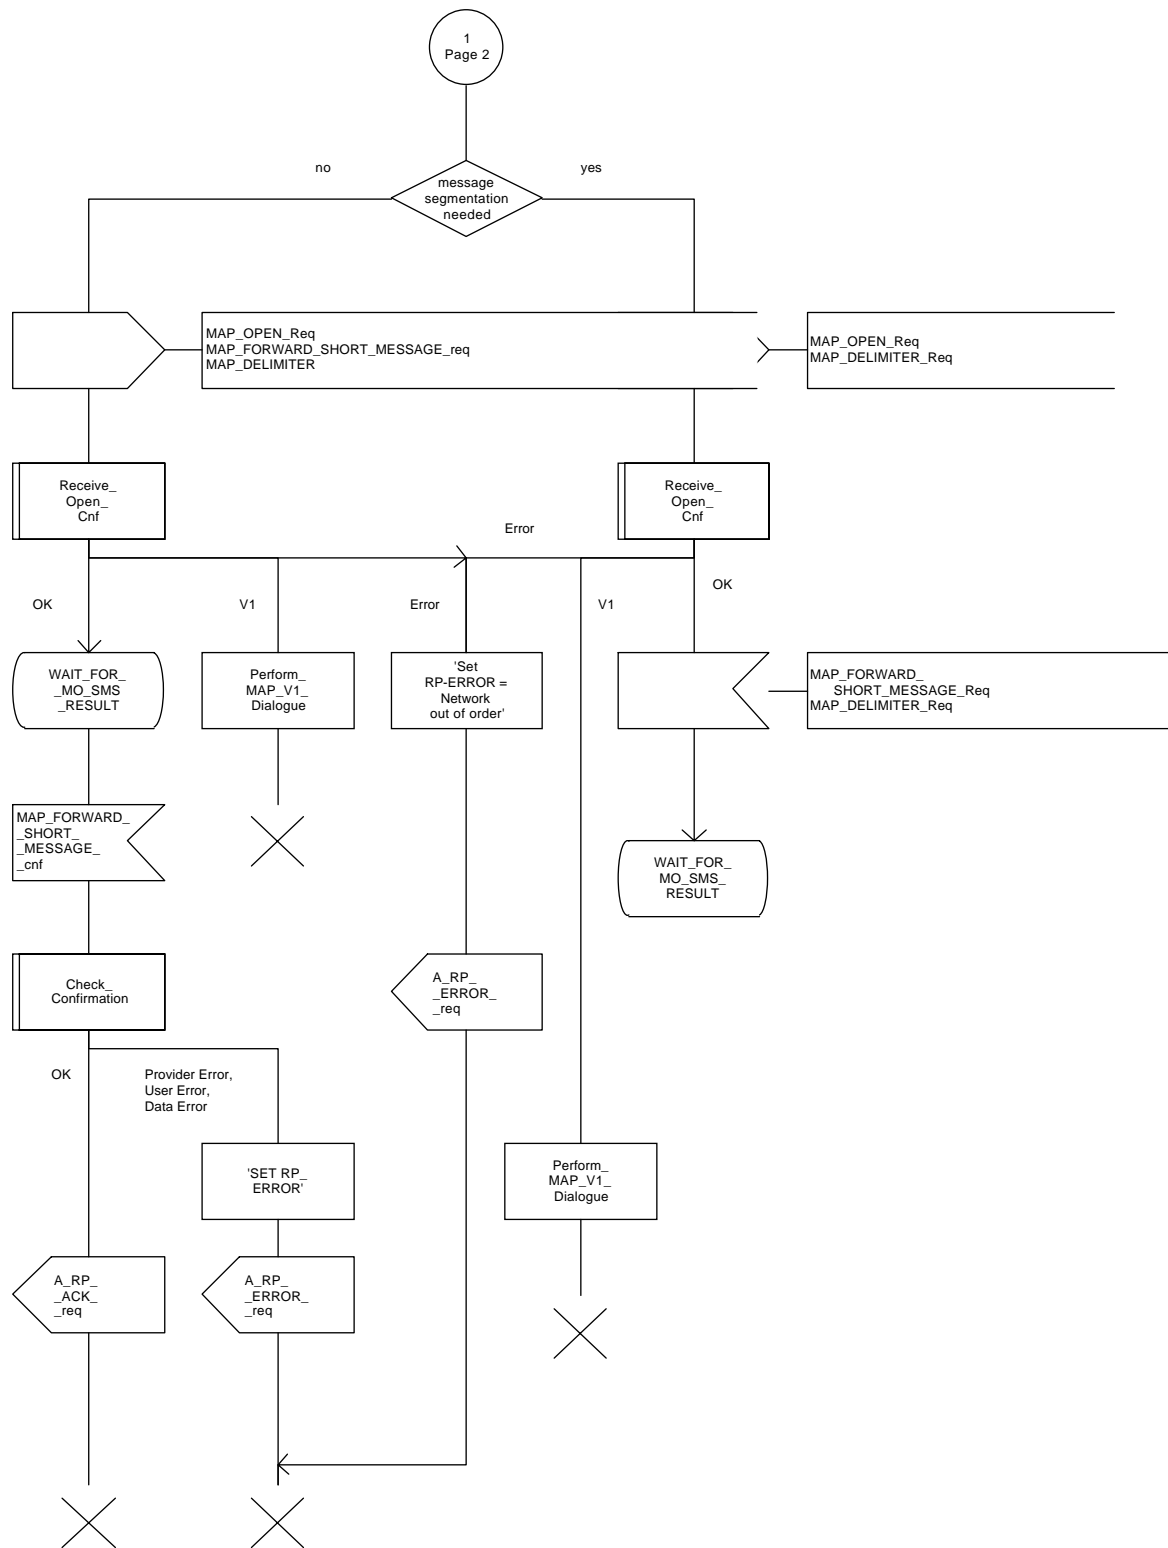 1
Page 2
no
yes
message
segmentation
needed
MAP_OPEN_Req
MAP_FORWARD_SHORT_MESSAGE_req
MAP_DELIMITER
MAP_OPEN_Req
MAP_DELIMITER_Req
Receive_
Open_
Cnf
Receive_
Open_
Cnf
Error
OK
V1
Error
V1
OK
WAIT_FOR_
_MO_SMS
_RESULT
Perform_
MAP_V1_
Dialogue
'Set
RP-ERROR =
Network
out of order'
MAP_FORWARD_
SHORT_MESSAGE_Req
MAP_DELIMITER_Req
MAP_FORWARD_
_SHORT_
_MESSAGE_
_cnf
WAIT_FOR_
MO_SMS_
RESULT
Check_
Confirmation
A_RP_
_ERROR_
_req
OK
Provider Error,
User Error,
Data Error
'SET RP_
ERROR'
Perform_
MAP_V1_
Dialogue
A_RP_
_ACK_
_req
A_RP_
_ERROR_
_req